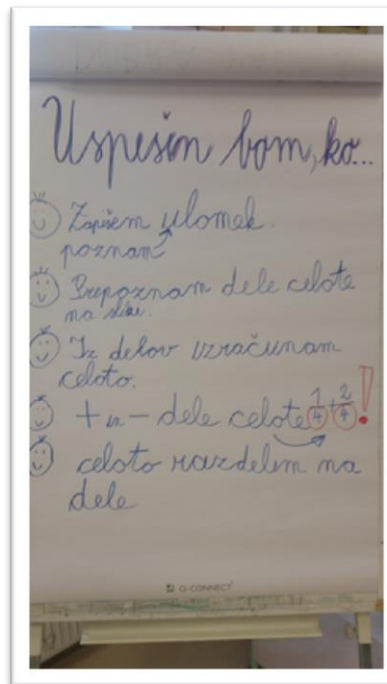 Uspešen bom, ko...
Zapišem ulomek.
poznam
Prepoznam dele celote
na sliki.
Iz delov izračunam
celoto.
+ in - dele celote 1/4 + 2/4 !
celoto razdelim na
dele
Q-CONNECT